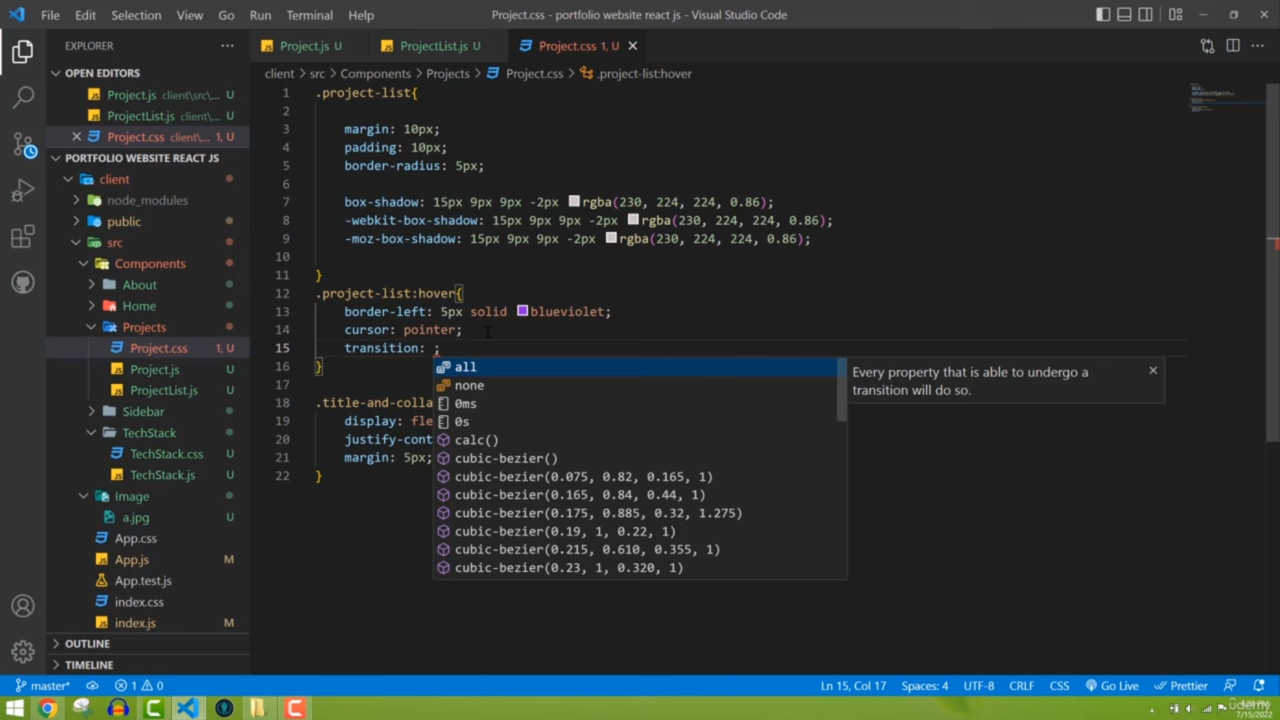 File Edit Selection View Go Run Terminal Help
Project.css - portfolio website react js - Visual Studio Code
EXPLORER
OPEN EDITORS
Project.js client\src\... U
ProjectList.js client\... U
Project.css client\... 1, U
PORTFOLIO WEBSITE REACT JS
client
node_modules
public
src
Components
About
Home
Projects
Project.css 1, U
Project.js U
ProjectList.js U
Sidebar
TechStack
TechStack.css U
TechStack.js U
Image
a.jpg U
App.css
App.js M
App.test.js
index.css
index.js M
OUTLINE
TIMELINE
Project.js U
ProjectList.js U
Project.css 1, U
client > src > Components > Projects > Project.css > .project-list:hover
1 .project-list{
2
3 margin: 10px;
4 padding: 10px;
5 border-radius: 5px;
6
7 box-shadow: 15px 9px 9px -2px rgba(230, 224, 224, 0.86);
8 -webkit-box-shadow: 15px 9px 9px -2px rgba(230, 224, 224, 0.86);
9 -moz-box-shadow: 15px 9px 9px -2px rgba(230, 224, 224, 0.86);
10
11 }
12 .project-list:hover{
13 border-left: 5px solid blueviolet;
14 cursor: pointer;
15 transition: ;
16 }
17
18 .title-and-colla
19 display: fle
20 justify-cont
21 margin: 5px;
22 }
all
none
0ms
0s
calc()
cubic-bezier()
cubic-bezier(0.075, 0.82, 0.165, 1)
cubic-bezier(0.165, 0.84, 0.44, 1)
cubic-bezier(0.175, 0.885, 0.32, 1.275)
cubic-bezier(0.19, 1, 0.22, 1)
cubic-bezier(0.215, 0.610, 0.355, 1)
cubic-bezier(0.23, 1, 0.320, 1)
Every property that is able to undergo a
transition will do so.
master* 1 0
Ln 15, Col 17 Spaces: 4 UTF-8 CRLF CSS Go Live Prettier
udemy
7/15/2022